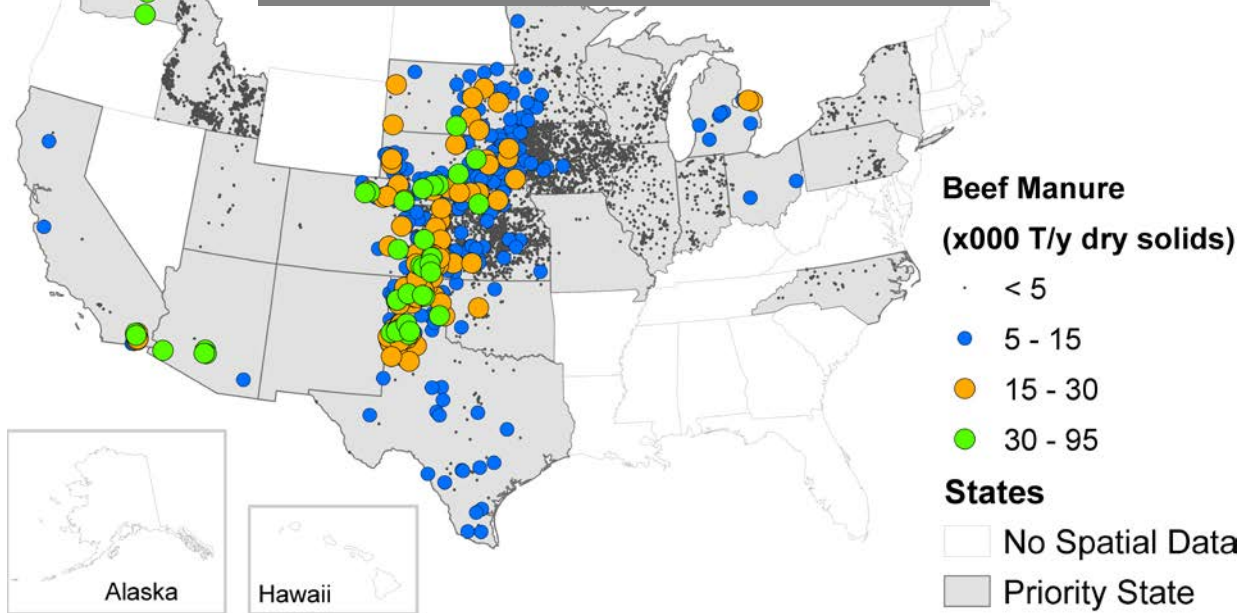 Beef Manure
(x000 T/y dry solids)
< 5
5 - 15
15 - 30
30 - 95
States
No Spatial Data
Priority State
Alaska
Hawaii